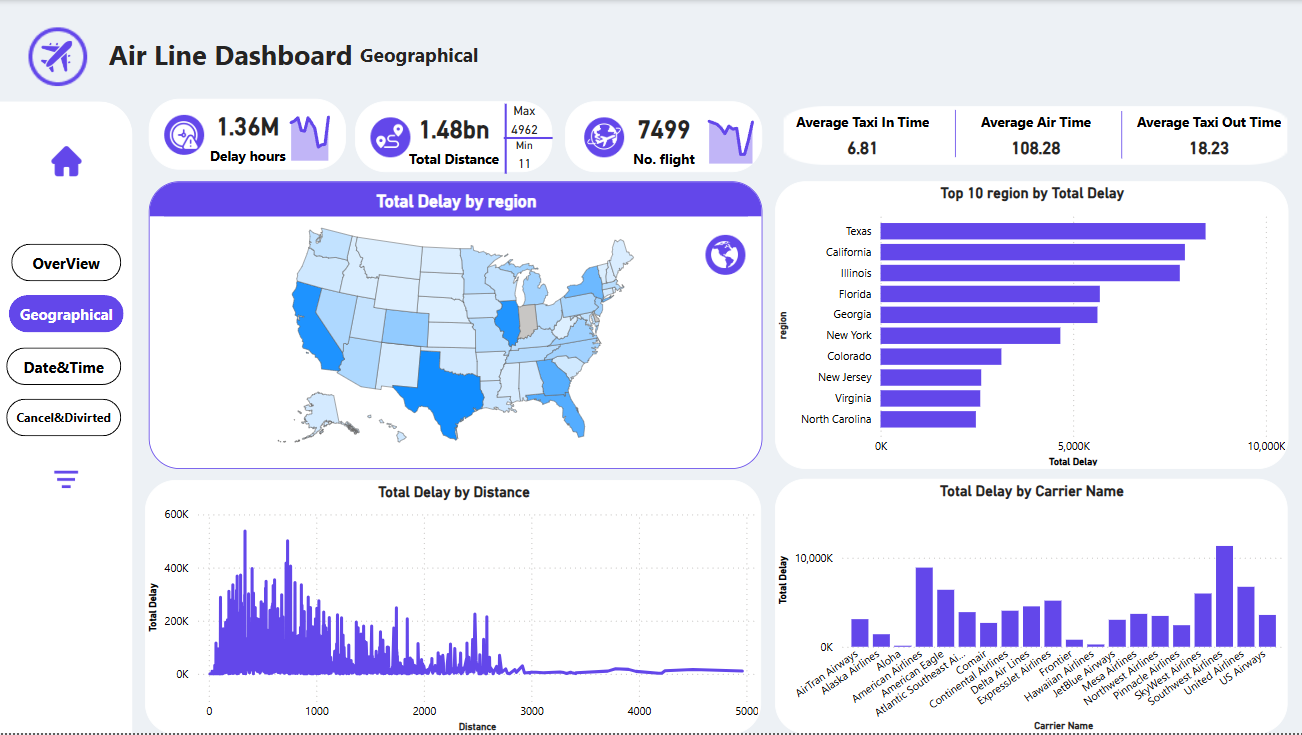 Air Line Dashboard Geographical
1.36M
Delay hours
1.48bn
Total Distance
Max
4962
Min
11
7499
No. flight
Average Taxi In Time
6.81
Average Air Time
108.28
Average Taxi Out Time
18.23
OverView
Geographical
Date&Time
Cancel&Divirted
Total Delay by region
Top 10 region by Total Delay
region
Texas
California
Illinois
Florida
Georgia
New York
Colorado
New Jersey
Virginia
North Carolina
0K 5,000K 10,000K
Total Delay
Total Delay by Distance
Total Delay
600K
400K
200K
0K
0 1000 2000 3000 4000 5000
Distance
Total Delay by Carrier Name
Total Delay
10,000K
0K
AirTran Airways
Alaska Airlines
Aloha
American Airlines
American Eagle
Atlantic Southeast Ai...
Comair
Continental Airlines
Delta Air Lines
ExpressJet Airlines
Frontier
Hawaiian Airlines
JetBlue Airways
Mesa Airlines
Northwest Airlines
Pinnacle Airlines
SkyWest Airlines
Southwest Airlines
United Airlines
US Airways
Carrier Name